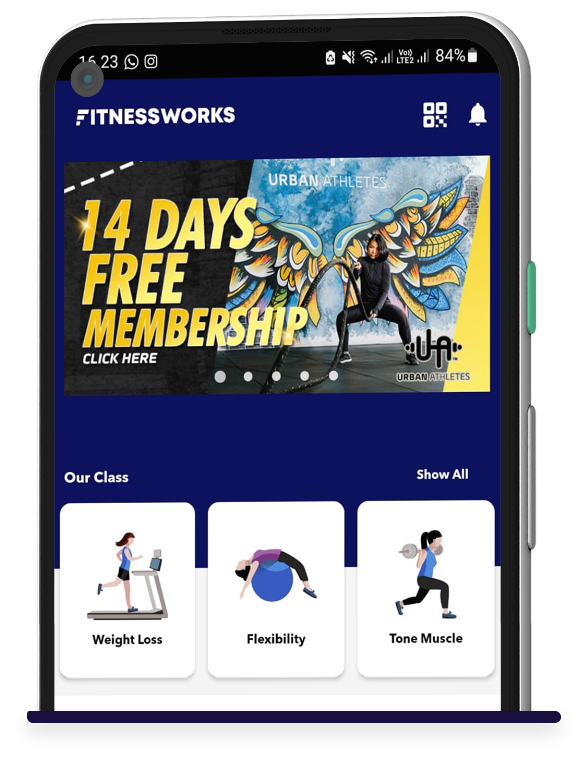 16.23
Vo))
LTE2
84%
FITNESSWORKS
URBAN ATHLETES
14 DAYS
FREE
MEMBERSHIP
CLICK HERE
UA
URBAN ATHLETES
Our Class
Show All
Weight Loss
Flexibility
Tone Muscle